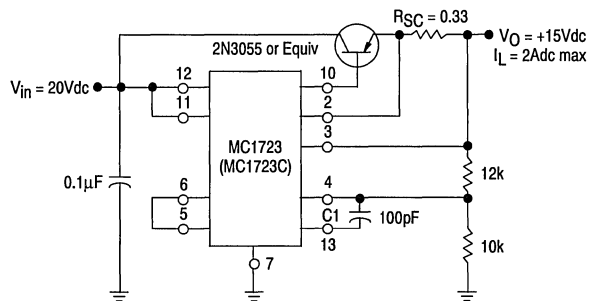 R_SC = 0.33
2N3055 or Equiv
V_O = +15Vdc
I_L = 2Adc max
V_in = 20Vdc
12
10
11
2
3
MC1723
(MC1723C)
12k
0.1µF
6
4
5
C1
100pF
13
10k
7